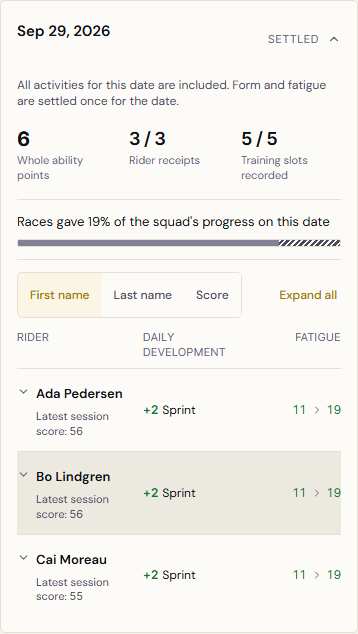 Sep 29, 2026
SETTLED
All activities for this date are included. Form and fatigue
are settled once for the date.
6
Whole ability
points
3 / 3
Rider receipts
5 / 5
Training slots
recorded
Races gave 19% of the squad's progress on this date
First name
Last name
Score
Expand all
RIDER
DAILY
DEVELOPMENT
FATIGUE
Ada Pedersen
Latest session
score: 56
+2 Sprint
11 > 19
Bo Lindgren
Latest session
score: 56
+2 Sprint
11 > 19
Cai Moreau
Latest session
score: 55
+2 Sprint
11 > 19